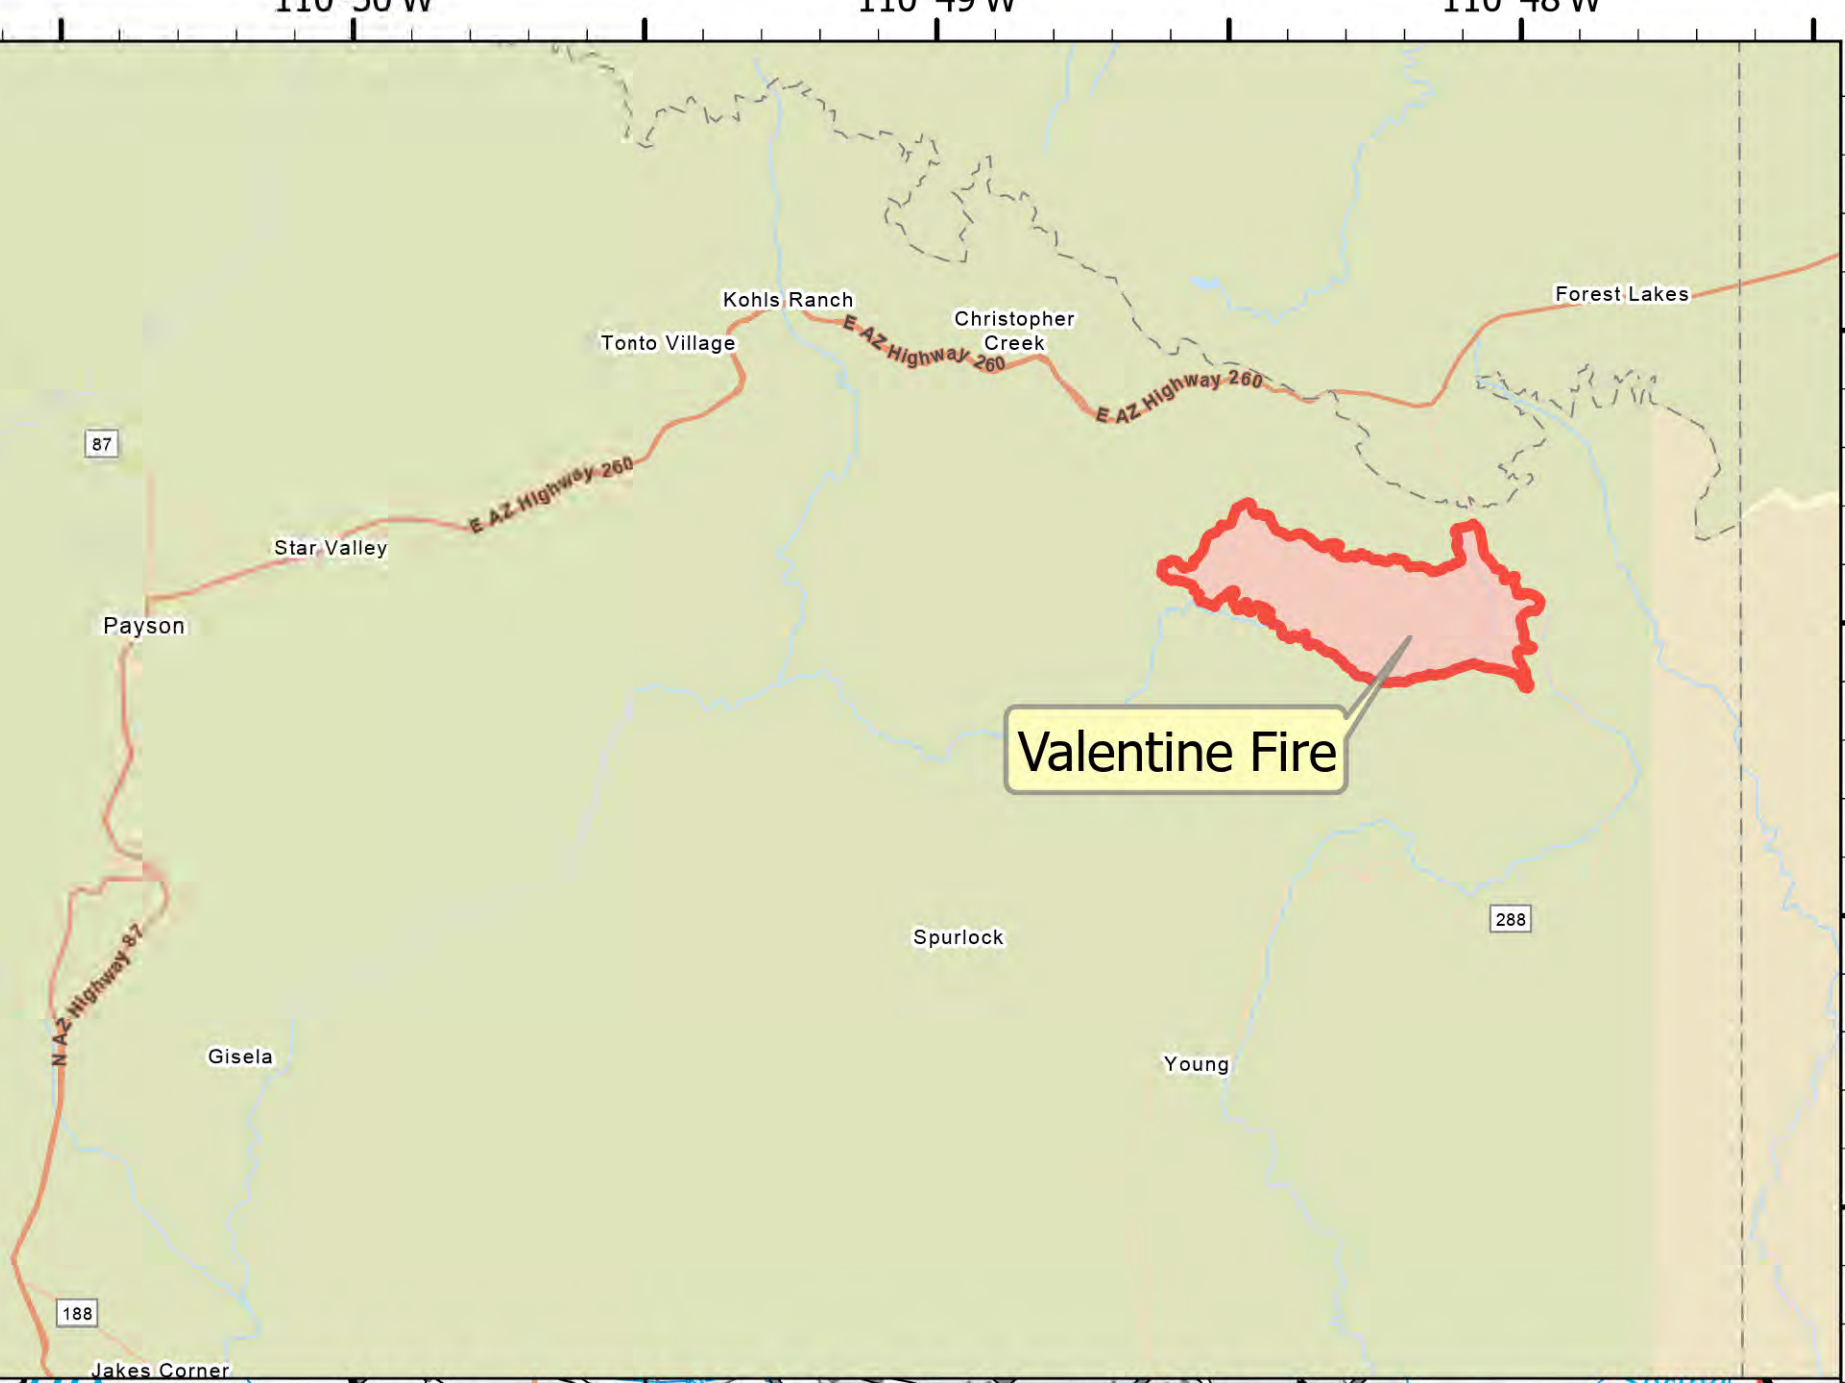 110°50'W
110°49'W
110°48'W
Kohls Ranch
Forest Lakes
Christopher
Creek
Tonto Village
E AZ Highway 260
E AZ Highway 260
87
E AZ Highway 260
Star Valley
Payson
Valentine Fire
288
Spurlock
N AZ Highway 87
Gisela
Young
188
Jakes Corner